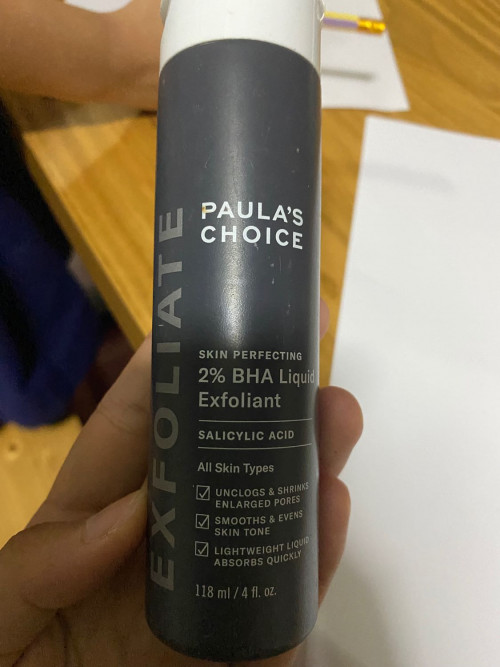 EXFOLIATE
PAULA'S
CHOICE
SKIN PERFECTING
2% BHA Liquid
Exfoliant
SALICYLIC ACID
All Skin Types
UNCLOGS & SHRINKS
ENLARGED PORES
SMOOTHS & EVENS
SKIN TONE
LIGHTWEIGHT LIQUID
ABSORBS QUICKLY
118 ml / 4 fl. oz.